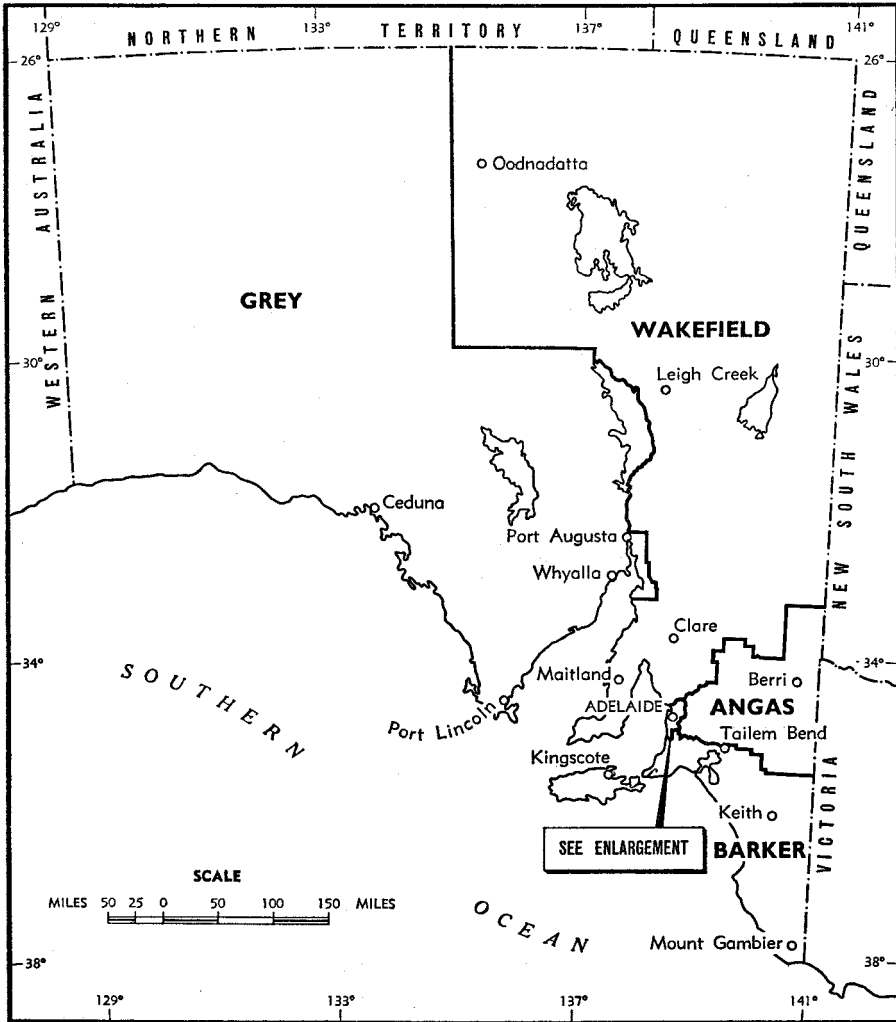 129° 133° 137° 141°
NORTHERN TERRITORY QUEENSLAND
26° 26°
WESTERN AUSTRALIA
QUEENSLAND
Oodnadatta
GREY
WAKEFIELD
30° 30°
Leigh Creek
NEW SOUTH WALES
Ceduna
Port Augusta
Whyalla
Clare
34° 34°
SOUTHERN
Maitland
Berri
Port Lincoln
ADELAIDE
ANGAS
Tailem Bend
Kingscote
Keith
VICTORIA
SEE ENLARGEMENT
BARKER
SCALE
MILES 50 25 0 50 100 150 MILES
OCEAN
Mount Gambier
38° 38°
129° 133° 137° 141°